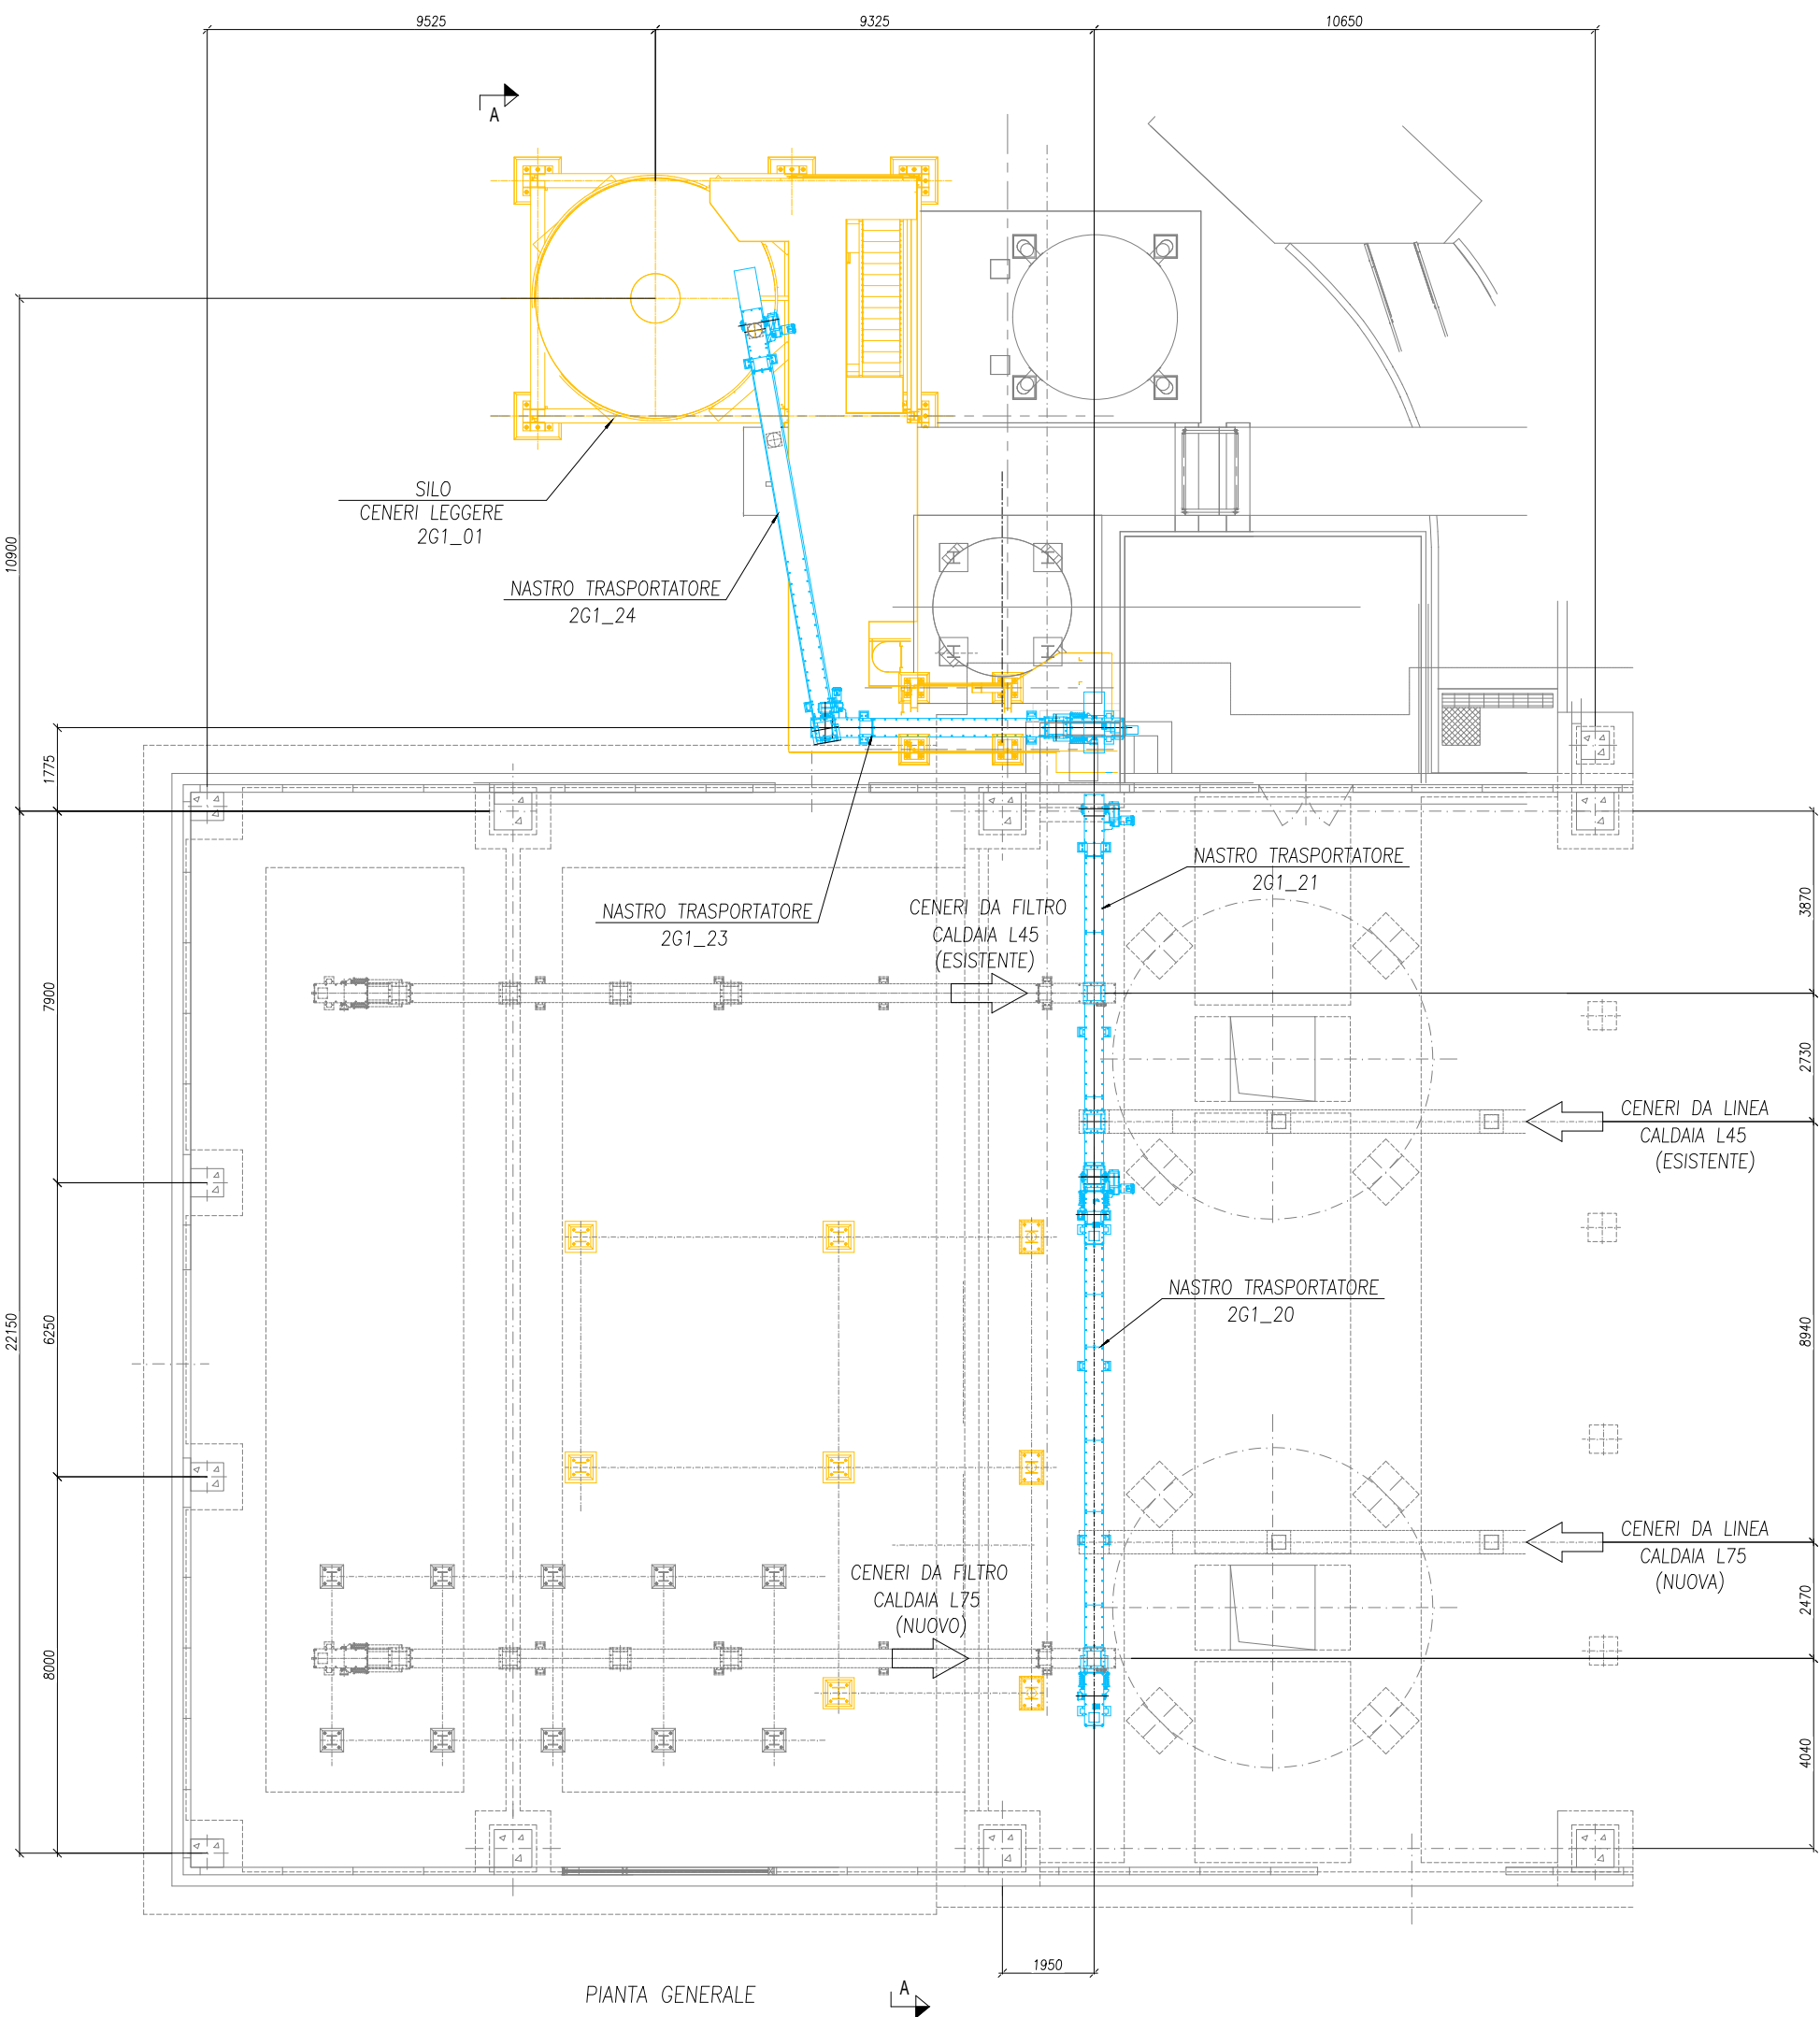 9525
9325
10650
A
SILO
CENERI LEGGERE
2G1_01
NASTRO TRASPORTATORE
2G1_24
10900
1775
NASTRO TRASPORTATORE
2G1_21
NASTRO TRASPORTATORE
2G1_23
CENERI DA FILTRO
CALDAIA L45
(ESISTENTE)
3870
7900
2730
CENERI DA LINEA
CALDAIA L45
(ESISTENTE)
NASTRO TRASPORTATORE
2G1_20
22150
6250
8940
CENERI DA LINEA
CALDAIA L75
(NUOVA)
CENERI DA FILTRO
CALDAIA L75
(NUOVO)
2470
8000
4040
1950
PIANTA GENERALE
A